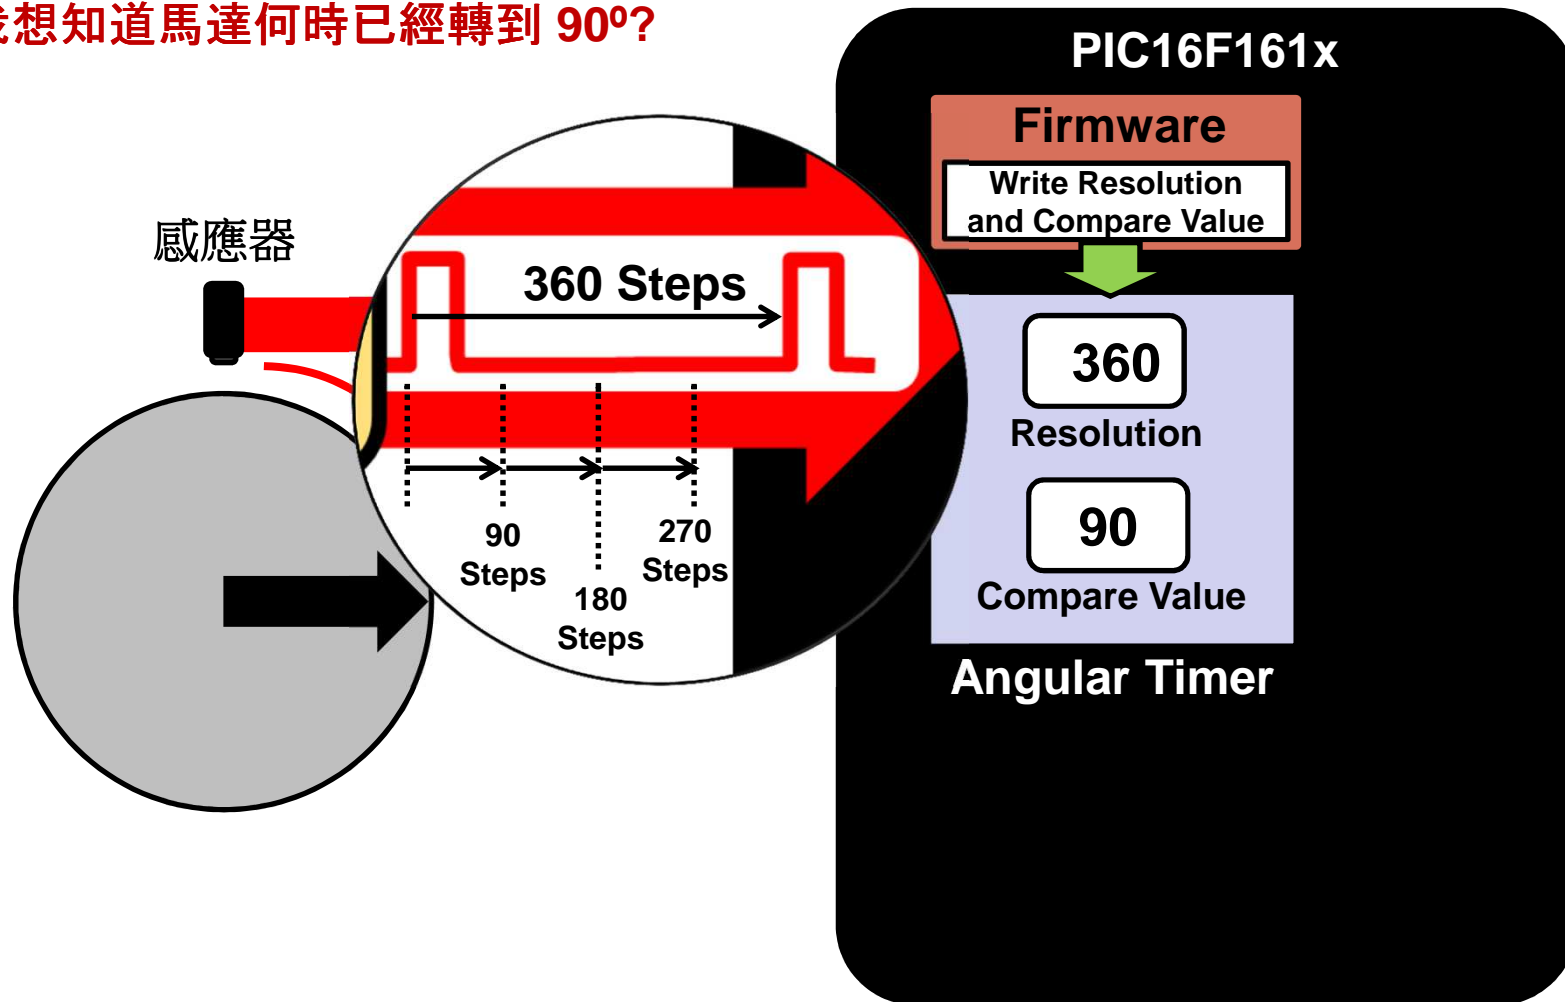 想知道馬達何時已經轉到 90º?
PIC16F161x
Firmware
Write Resolution
and Compare Value
感應器
360 Steps
360
Resolution
90
Steps
180
Steps
270
Steps
90
Compare Value
Angular Timer